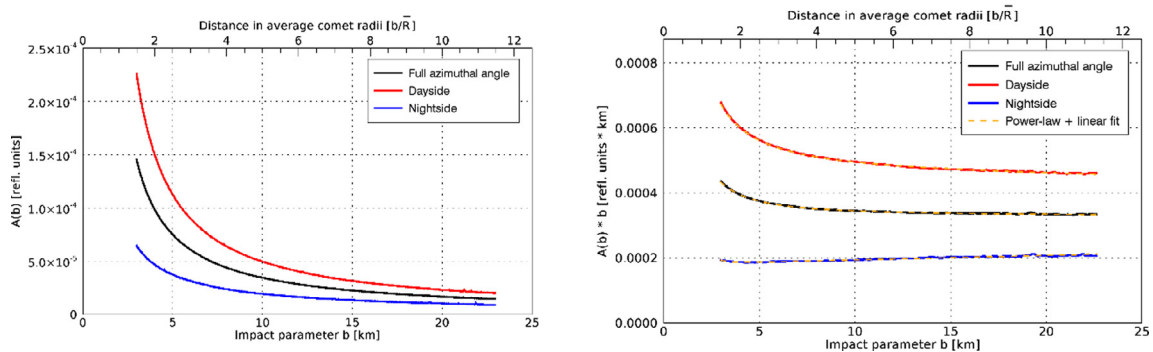 Distance in average comet radii [b/R̅]
0 2 4 6 8 10 12
2.5×10⁻⁴
2.0×10⁻⁴
1.5×10⁻⁴
1.0×10⁻⁴
5.0×10⁻⁵
0
A(b) [refl. units]
Full azimuthal angle
Dayside
Nightside
0 5 10 15 20 25
Impact parameter b [km]
Distance in average comet radii [b/R̅]
0 2 4 6 8 10 12
0.0008
0.0006
0.0004
0.0002
0.0000
A(b) * b [refl. units * km]
Full azimuthal angle
Dayside
Nightside
Power-law + linear fit
0 5 10 15 20 25
Impact parameter b [km]